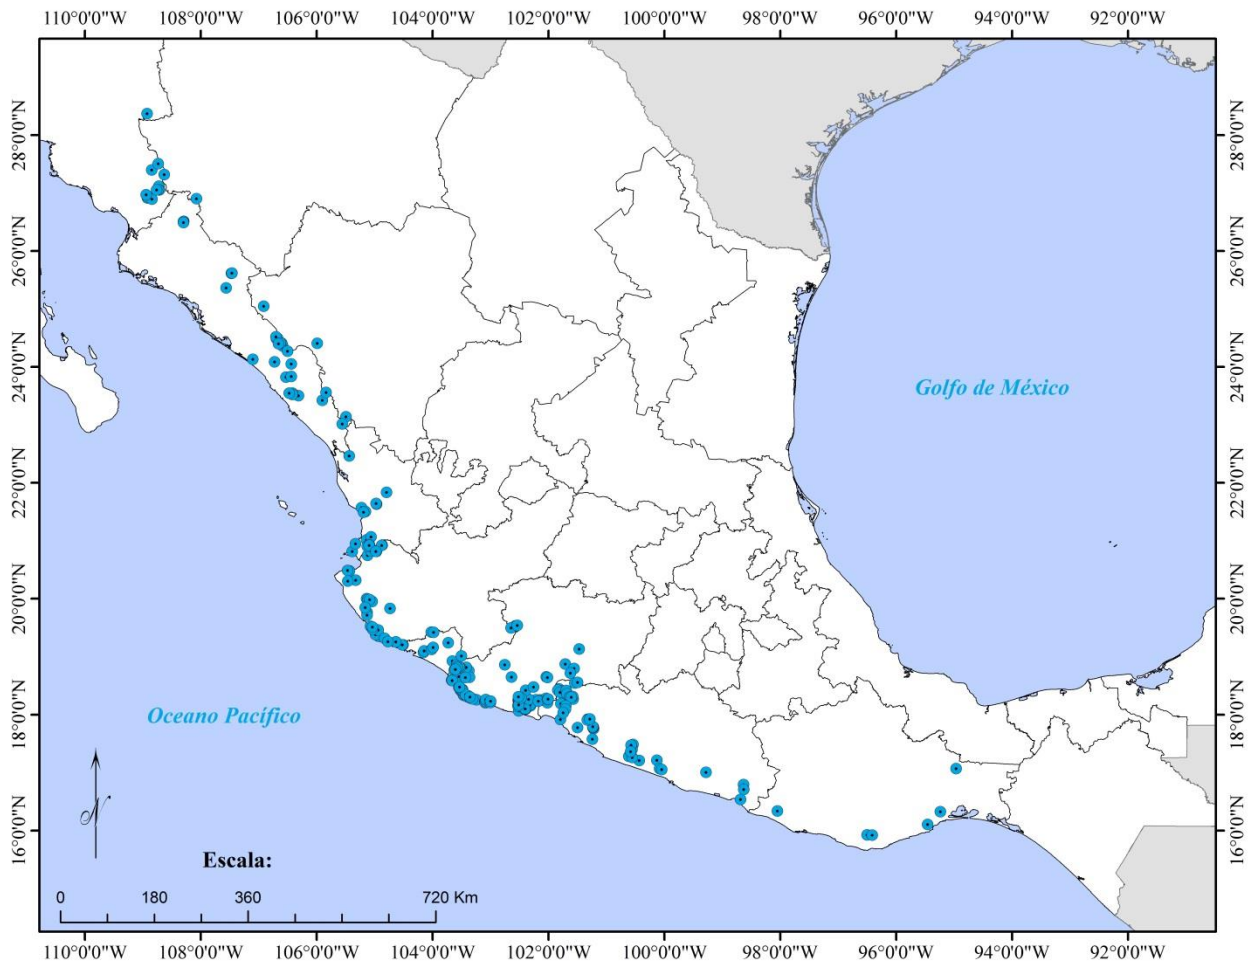 110°0'0"W 108°0'0"W 106°0'0"W 104°0'0"W 102°0'0"W 100°0'0"W 98°0'0"W 96°0'0"W 94°0'0"W 92°0'0"W
28°0'0"N 28°0'0"N
26°0'0"N 26°0'0"N
24°0'0"N 24°0'0"N
Golfo de México
22°0'0"N 22°0'0"N
20°0'0"N 20°0'0"N
18°0'0"N 18°0'0"N
Oceano Pacífico
16°0'0"N 16°0'0"N
N
Escala:
0 180 360 720 Km
110°0'0"W 108°0'0"W 106°0'0"W 104°0'0"W 102°0'0"W 100°0'0"W 98°0'0"W 96°0'0"W 94°0'0"W 92°0'0"W